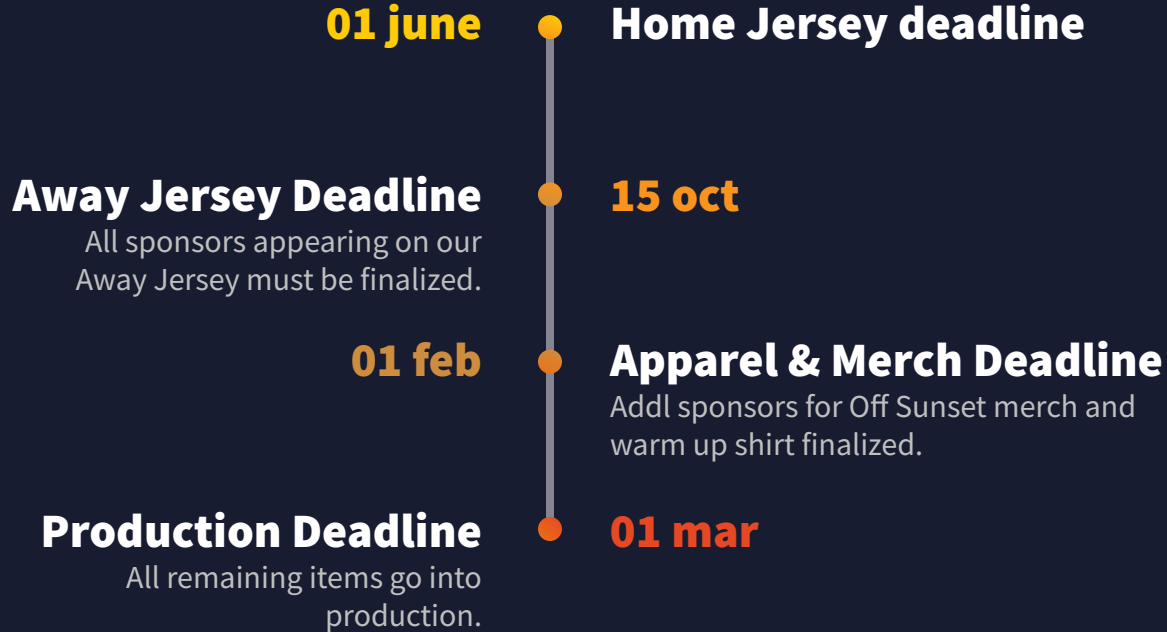 01 june
Home Jersey deadline
Away Jersey Deadline
15 oct
All sponsors appearing on our
Away Jersey must be finalized.
01 feb
Apparel & Merch Deadline
Addl sponsors for Off Sunset merch and
warm up shirt finalized.
Production Deadline
01 mar
All remaining items go into
production.